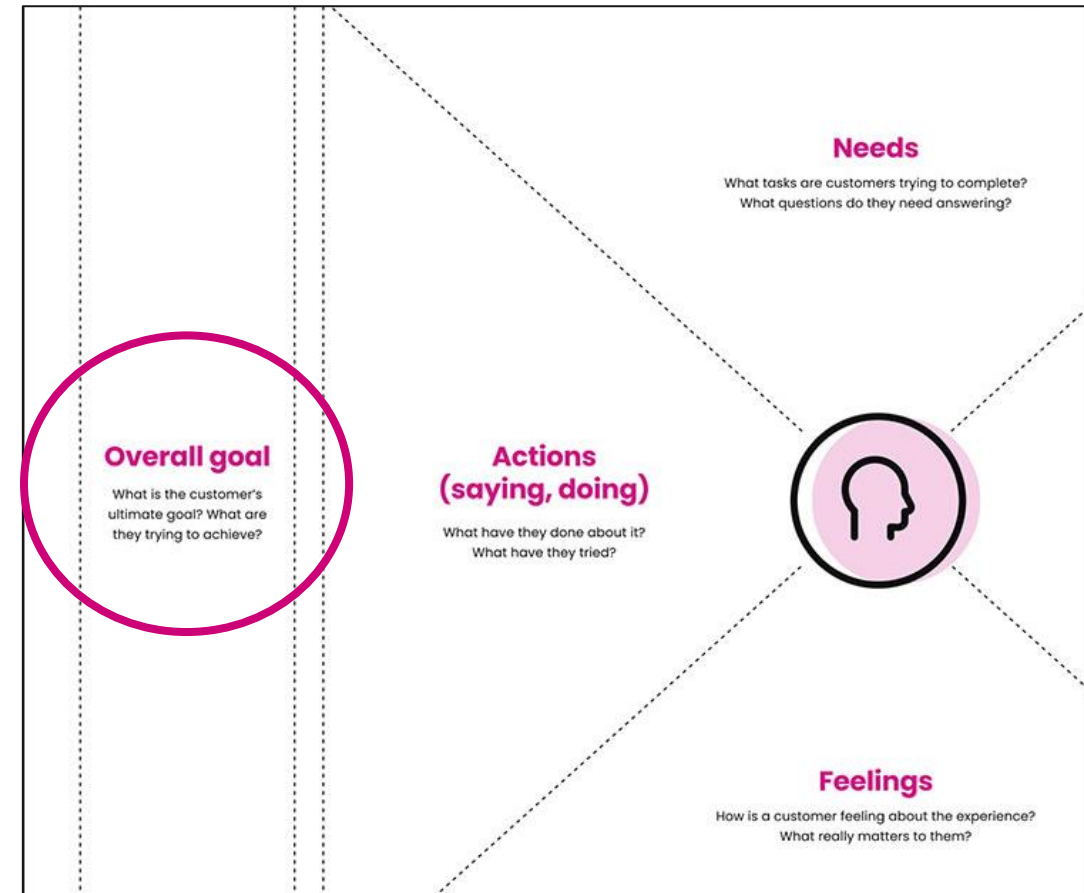 Needs
What tasks are customers trying to complete?
What questions do they need answering?
Overall goal
What is the customer's
ultimate goal? What are
they trying to achieve?
Actions
(saying, doing)
What have they done about it?
What have they tried?
Feelings
How is a customer feeling about the experience?
What really matters to them?